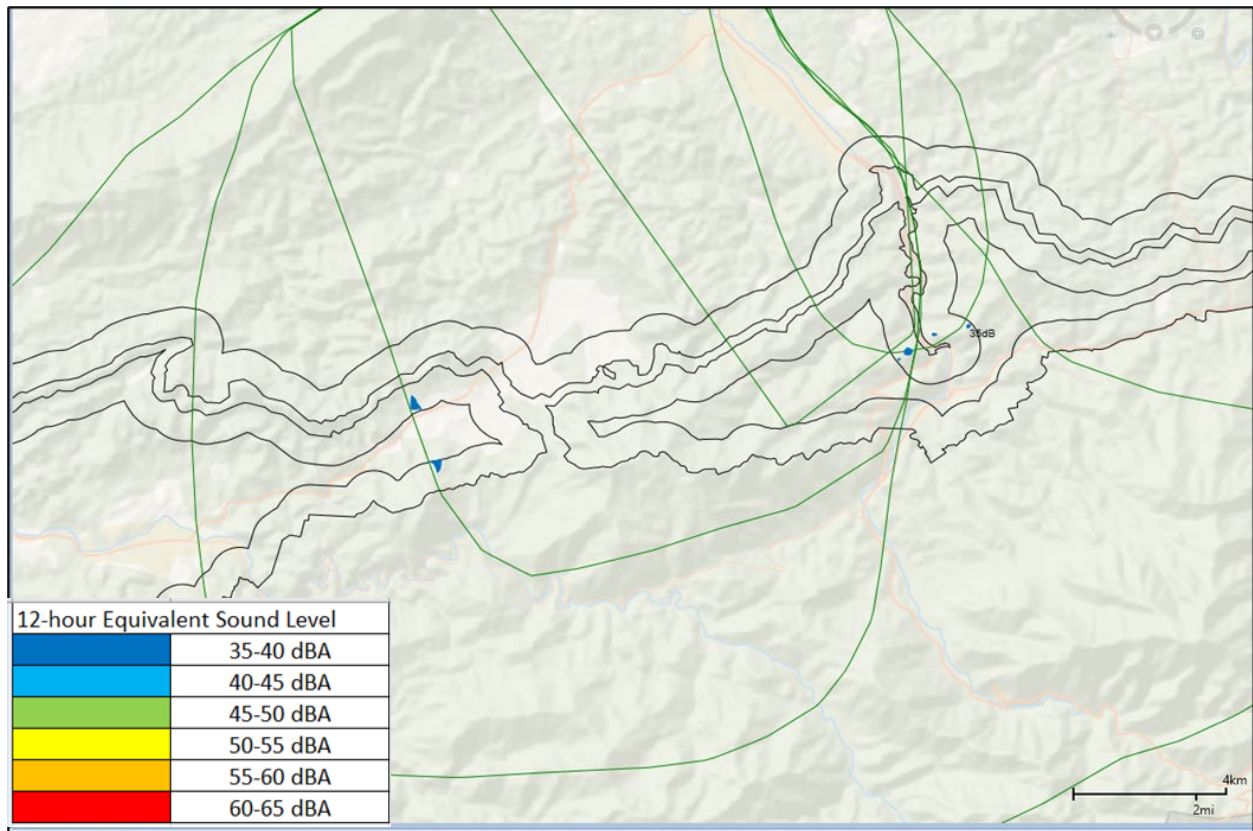 35dB
12-hour Equivalent Sound Level
35-40 dBA
40-45 dBA
45-50 dBA
50-55 dBA
55-60 dBA
60-65 dBA
4km
2mi